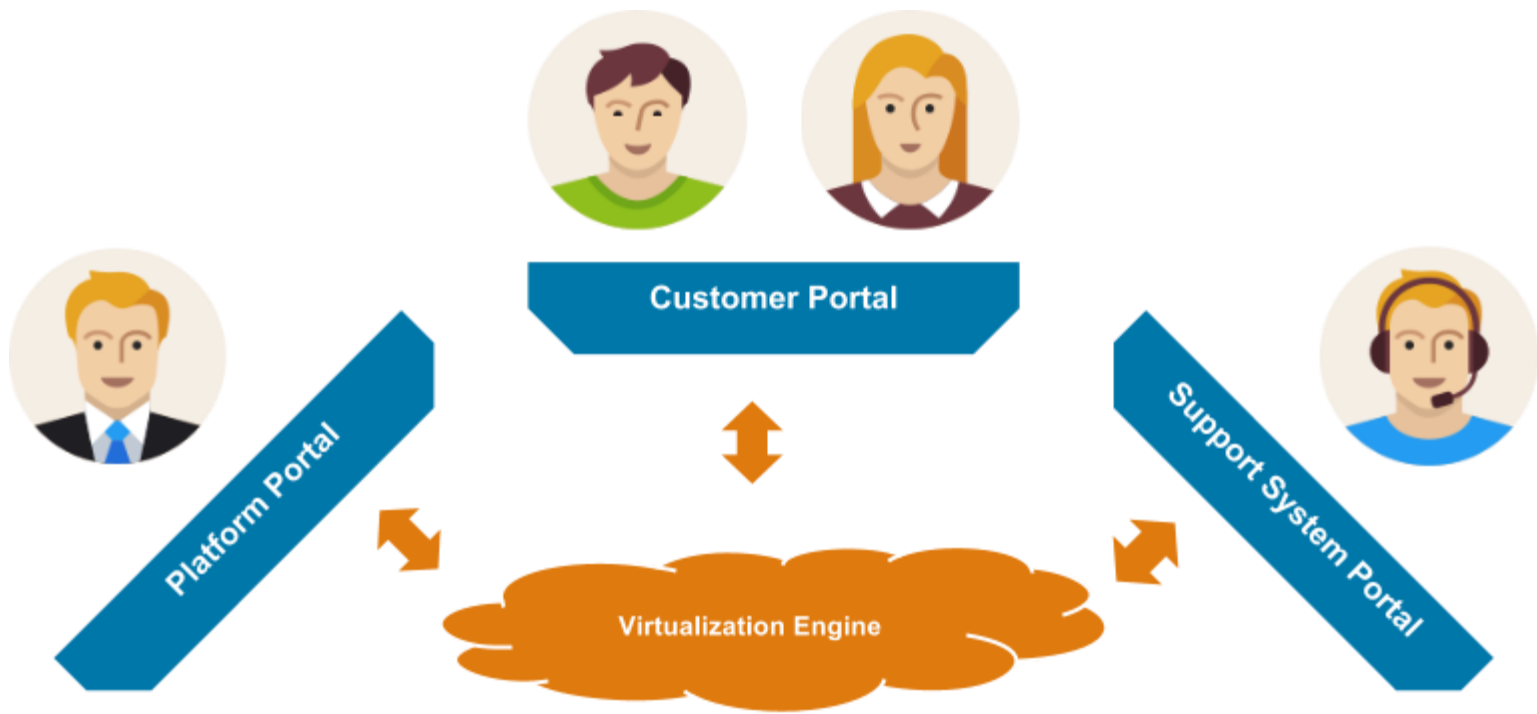 Customer Portal
Platform Portal
Support System Portal
Virtualization Engine